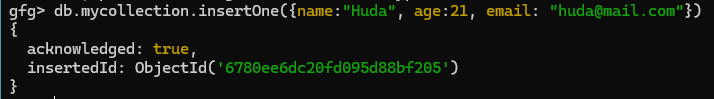 gfg> db.mycollection.insertOne({name:"Huda", age:21, email: "huda@mail.com"})
{
  acknowledged: true,
  insertedId: ObjectId('6780ee6dc20fd095d88bf205')
}